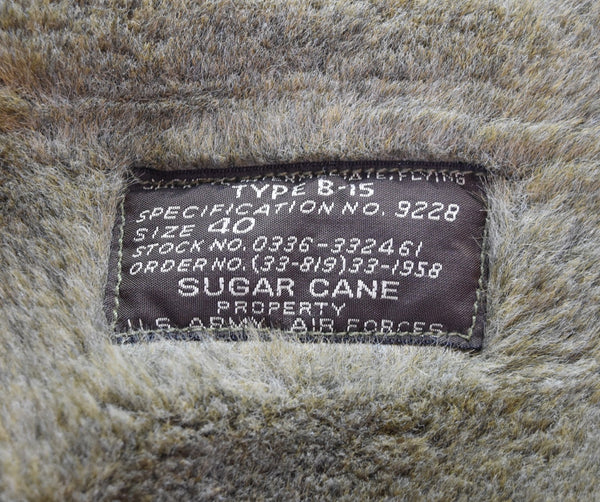 TYPE B-15
SPECIFICATION NO. 9228
SIZE 40
STOCK NO. 0336-332461
ORDER NO. (33-819)33-1958
SUGAR CANE
PROPERTY
U.S. ARMY AIR FORCES